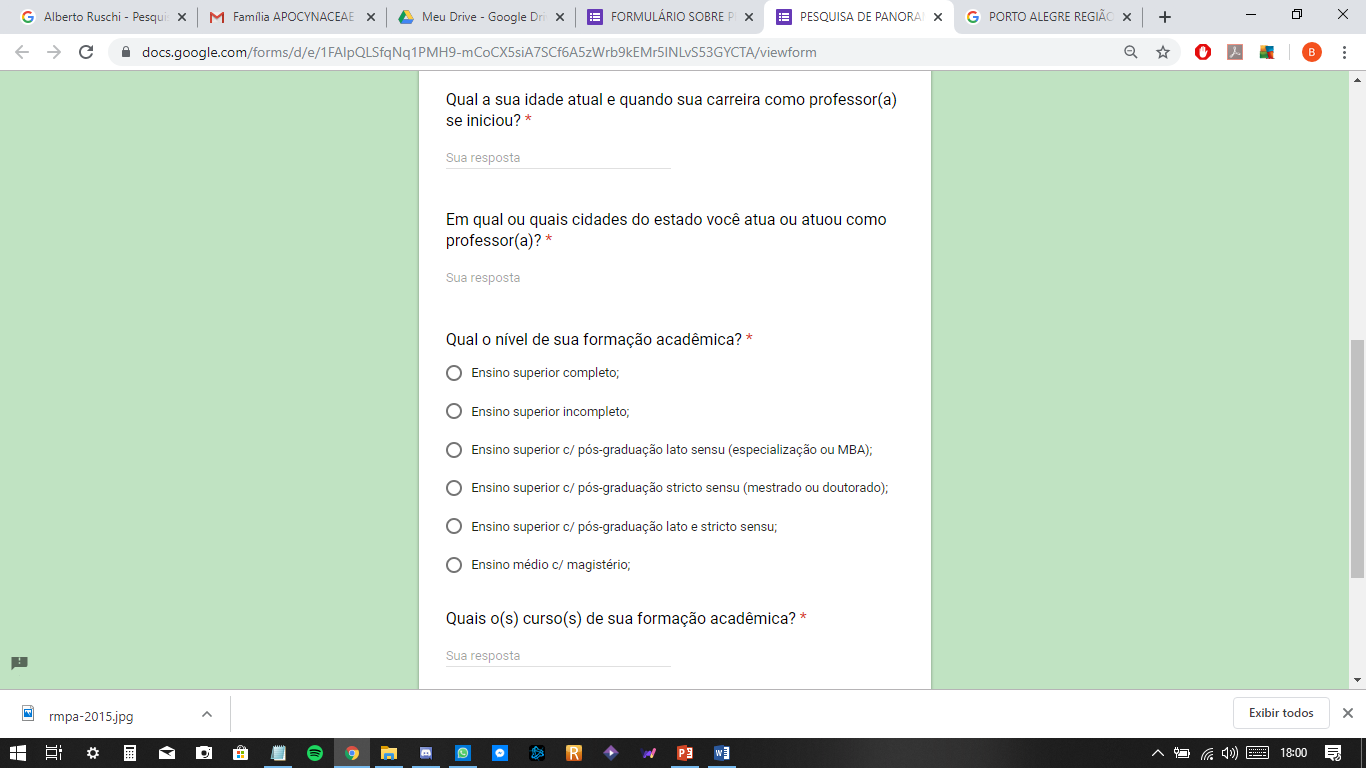 Alberto Ruschi - Pesqui
Família APOCYNACEAE
Meu Drive - Google Dri
FORMULÁRIO SOBRE P
PESQUISA DE PANORA
PORTO ALEGRE REGIÃO
docs.google.com/forms/d/e/1FAIpQLSfqNq1PMH9-mCoCX5siA7SCf6A5zWrb9kEMr5INLvS53GYCTA/viewform
B
Qual a sua idade atual e quando sua carreira como professor(a)
se iniciou? *
Sua resposta
Em qual ou quais cidades do estado você atua ou atuou como
professor(a)? *
Sua resposta
Qual o nível de sua formação acadêmica? *
Ensino superior completo;
Ensino superior incompleto;
Ensino superior c/ pós-graduação lato sensu (especialização ou MBA);
Ensino superior c/ pós-graduação stricto sensu (mestrado ou doutorado);
Ensino superior c/ pós-graduação lato e stricto sensu;
Ensino médio c/ magistério;
Quais o(s) curso(s) de sua formação acadêmica? *
Sua resposta
rmpa-2015.jpg
Exibir todos
18:00